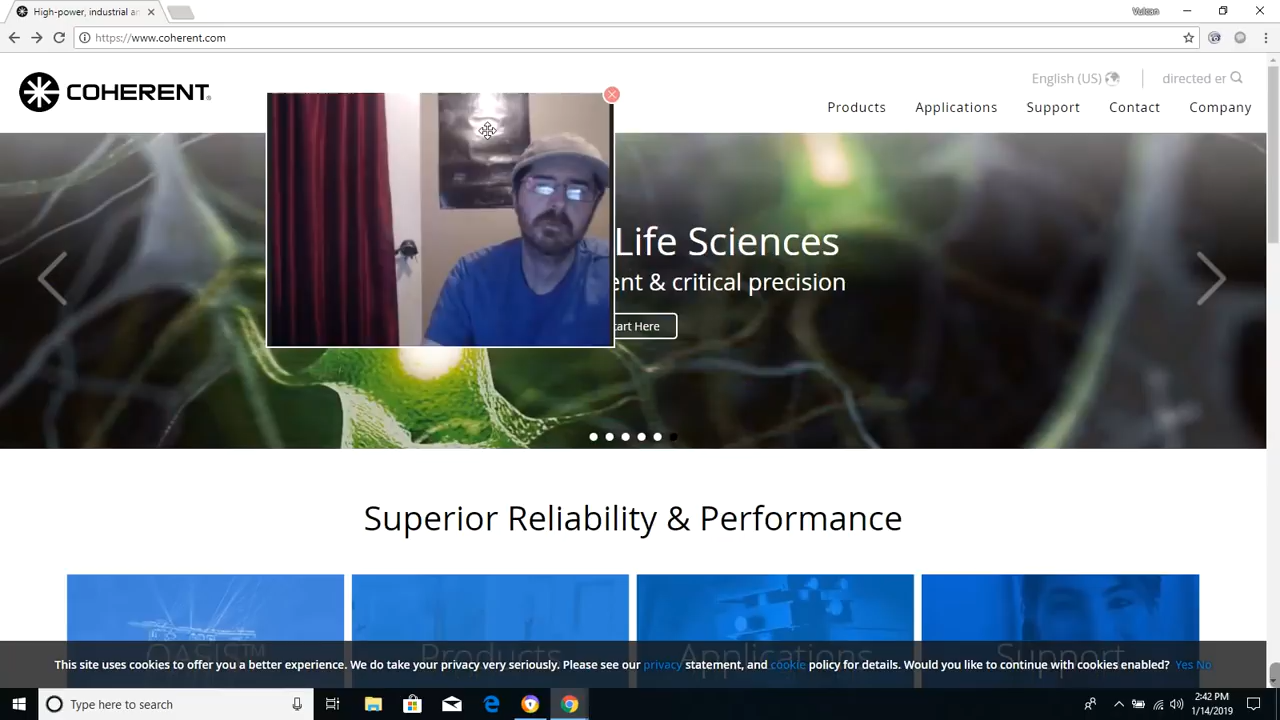 High-power, industrial a
Vulcan
https://www.coherent.com
COHERENT
English (US)
directed er
Products
Applications
Support
Contact
Company
Life Sciences
ent & critical precision
tart Here
Superior Reliability & Performance
OASIS™
Products
Applications
Support
This site uses cookies to offer you a better experience. We do take your privacy very seriously. Please see our privacy statement, and cookie policy for details. Would you like to continue with cookies enabled? Yes No
Type here to search
2:42 PM
1/14/2019